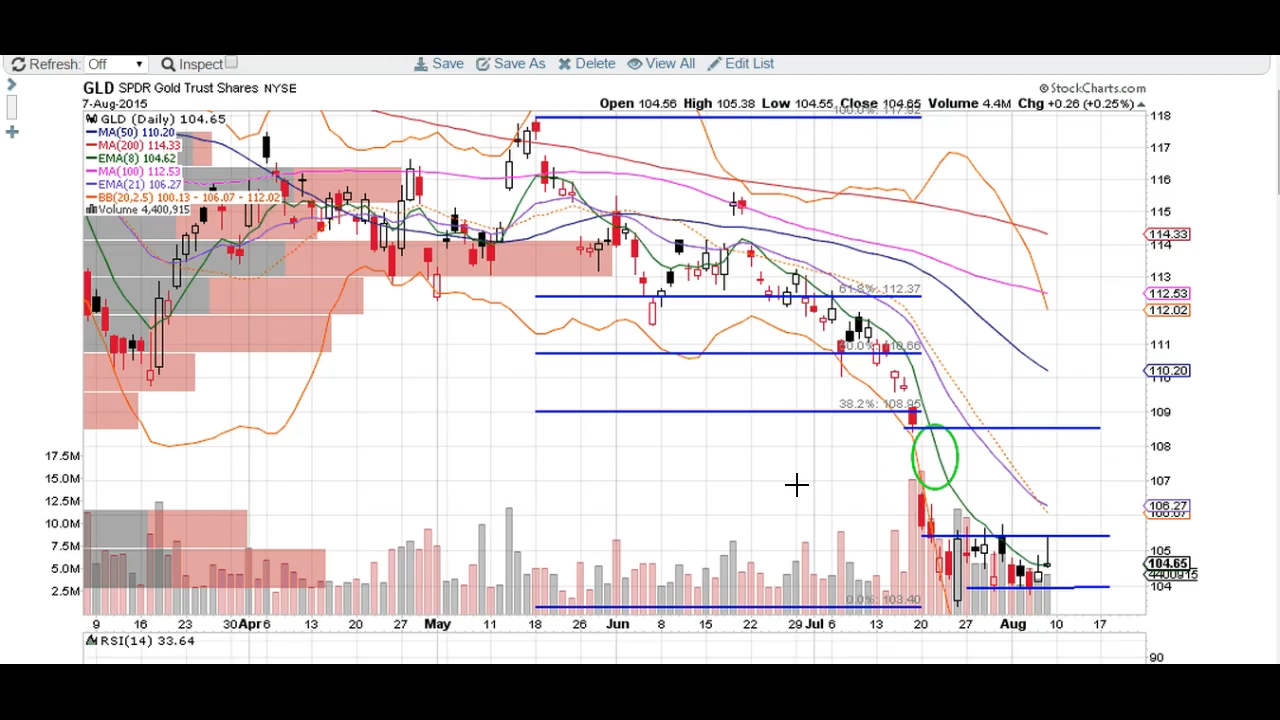 Refresh: Off Inspect Save Save As Delete View All Edit List
GLD SPDR Gold Trust Shares NYSE © StockCharts.com
7-Aug-2015 Open 104.56 High 105.38 Low 104.55 Close 104.65 Volume 4.4M Chg +0.26 (+0.25%)
GLD (Daily) 104.65
MA(50) 110.20
MA(200) 114.33
EMA(8) 104.62
MA(100) 112.53
EMA(21) 106.27
BB(20,2.5) 100.13 - 106.07 - 112.02
Volume 4,400,915
100.0%: 117.92
61.8%: 112.37
50.0%: 110.66
38.2%: 108.95
0.0%: 103.40
118
117
116
115
114.33
114
113
112.53
112.02
111
110.20
110
109
108
107
106.27
106.07
105
104.65
4400915
104
17.5M
15.0M
12.5M
10.0M
7.5M
5.0M
2.5M
9 16 23 30 Apr 6 13 20 27 May 11 18 26 Jun 8 15 22 29 Jul 6 13 20 27 Aug 10 17
RSI(14) 33.64
90